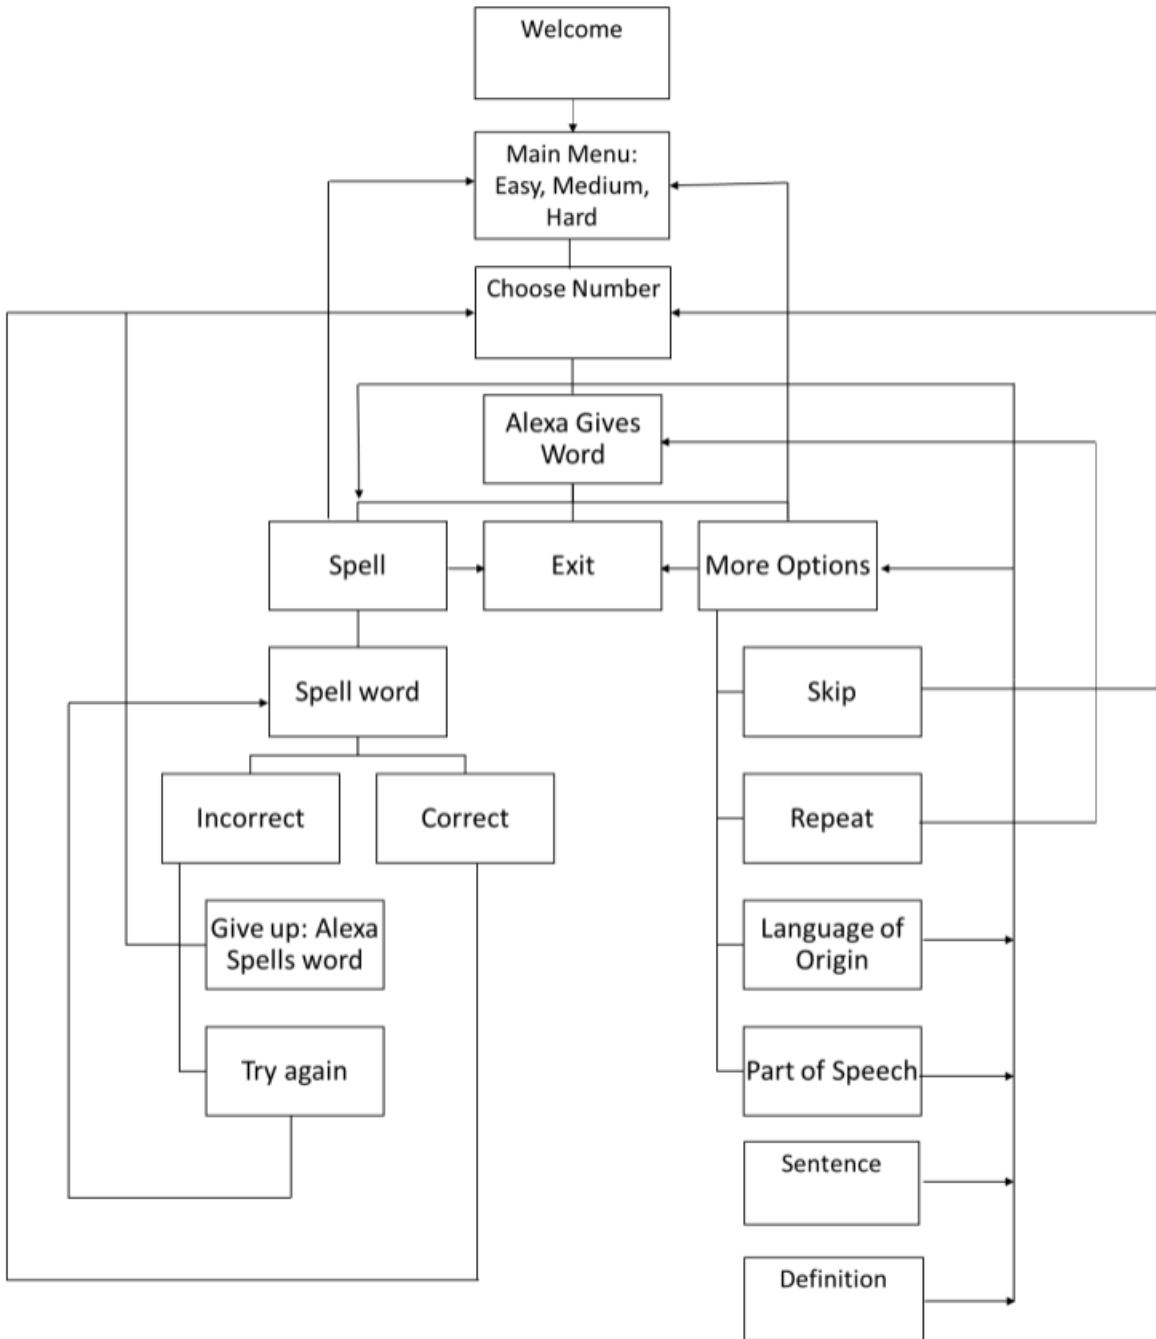 Welcome
Main Menu:
Easy, Medium,
Hard
Choose Number
Alexa Gives
Word
Spell
Exit
More Options
Spell word
Skip
Incorrect
Correct
Repeat
Give up: Alexa
Spells word
Language of
Origin
Try again
Part of Speech
Sentence
Definition